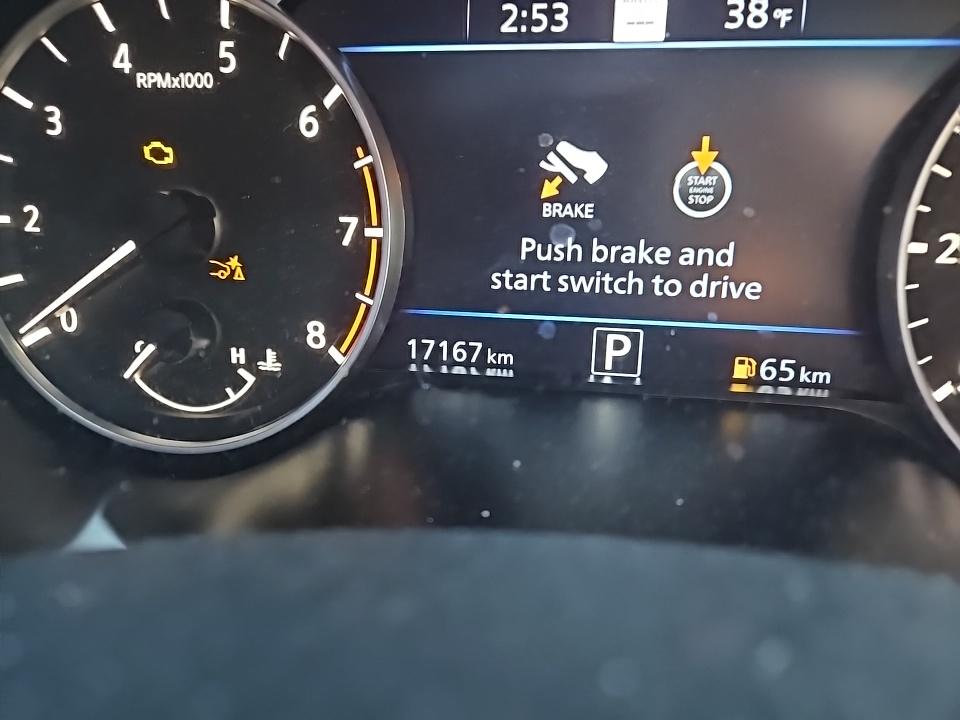 2:53
38°F
4
5
RPMx1000
3
6
2
7
0
8
BRAKE
START
ENGINE
STOP
Push brake and
start switch to drive
C
H
17167 km
P
65 km
2